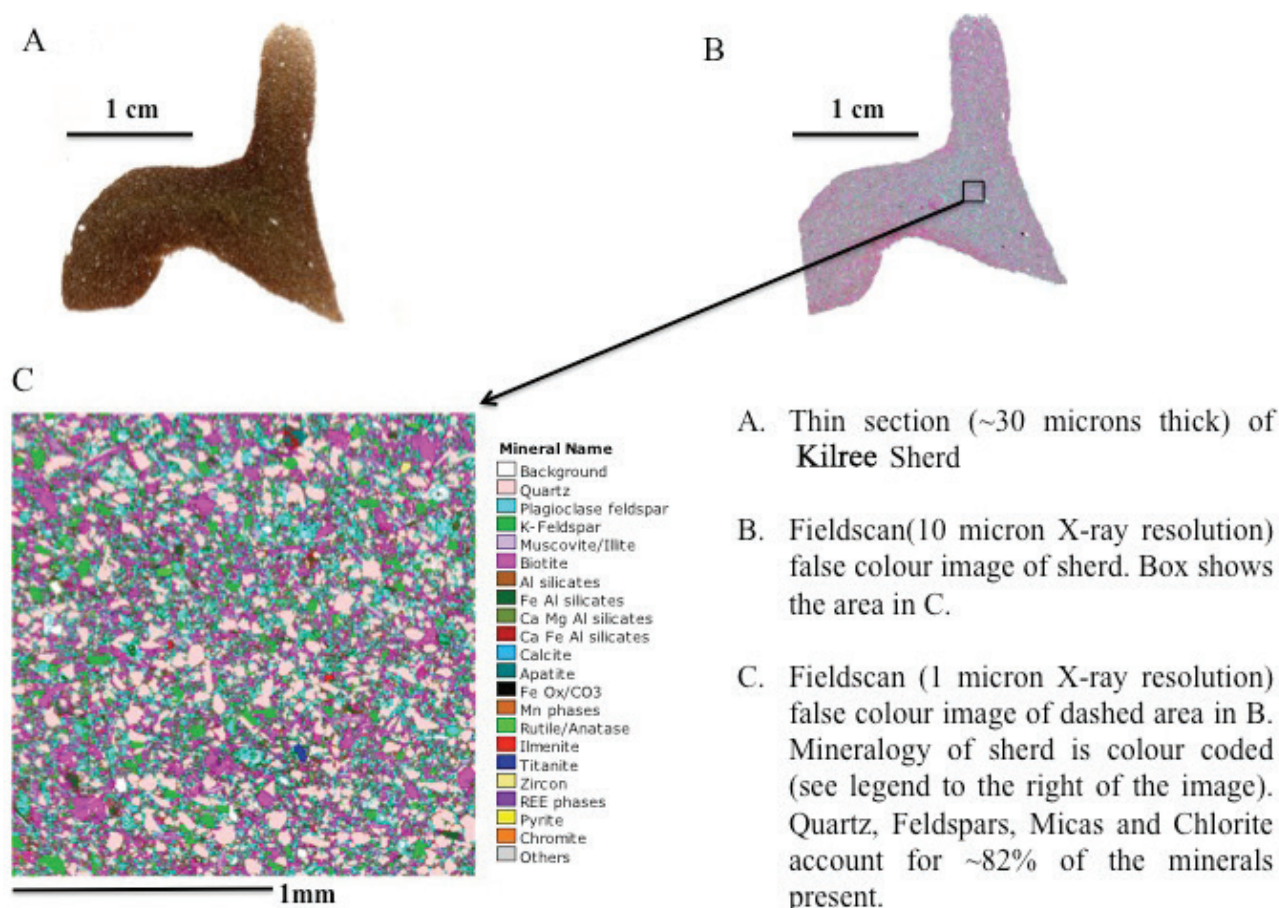 A
1 cm
B
1 cm
C
1mm
Mineral Name
Background
Quartz
Plagioclase feldspar
K-Feldspar
Muscovite/Illite
Biotite
Al silicates
Fe Al silicates
Ca Mg Al silicates
Ca Fe Al silicates
Calcite
Apatite
Fe Ox/CO3
Mn phases
Rutile/Anatase
Ilmenite
Titanite
Zircon
REE phases
Pyrite
Chromite
Others
A. Thin section (~30 microns thick) of
Kilree Sherd
B. Fieldscan(10 micron X-ray resolution)
false colour image of sherd. Box shows
the area in C.
C. Fieldscan (1 micron X-ray resolution)
false colour image of dashed area in B.
Mineralogy of sherd is colour coded
(see legend to the right of the image).
Quartz, Feldspars, Micas and Chlorite
account for ~82% of the minerals
present.